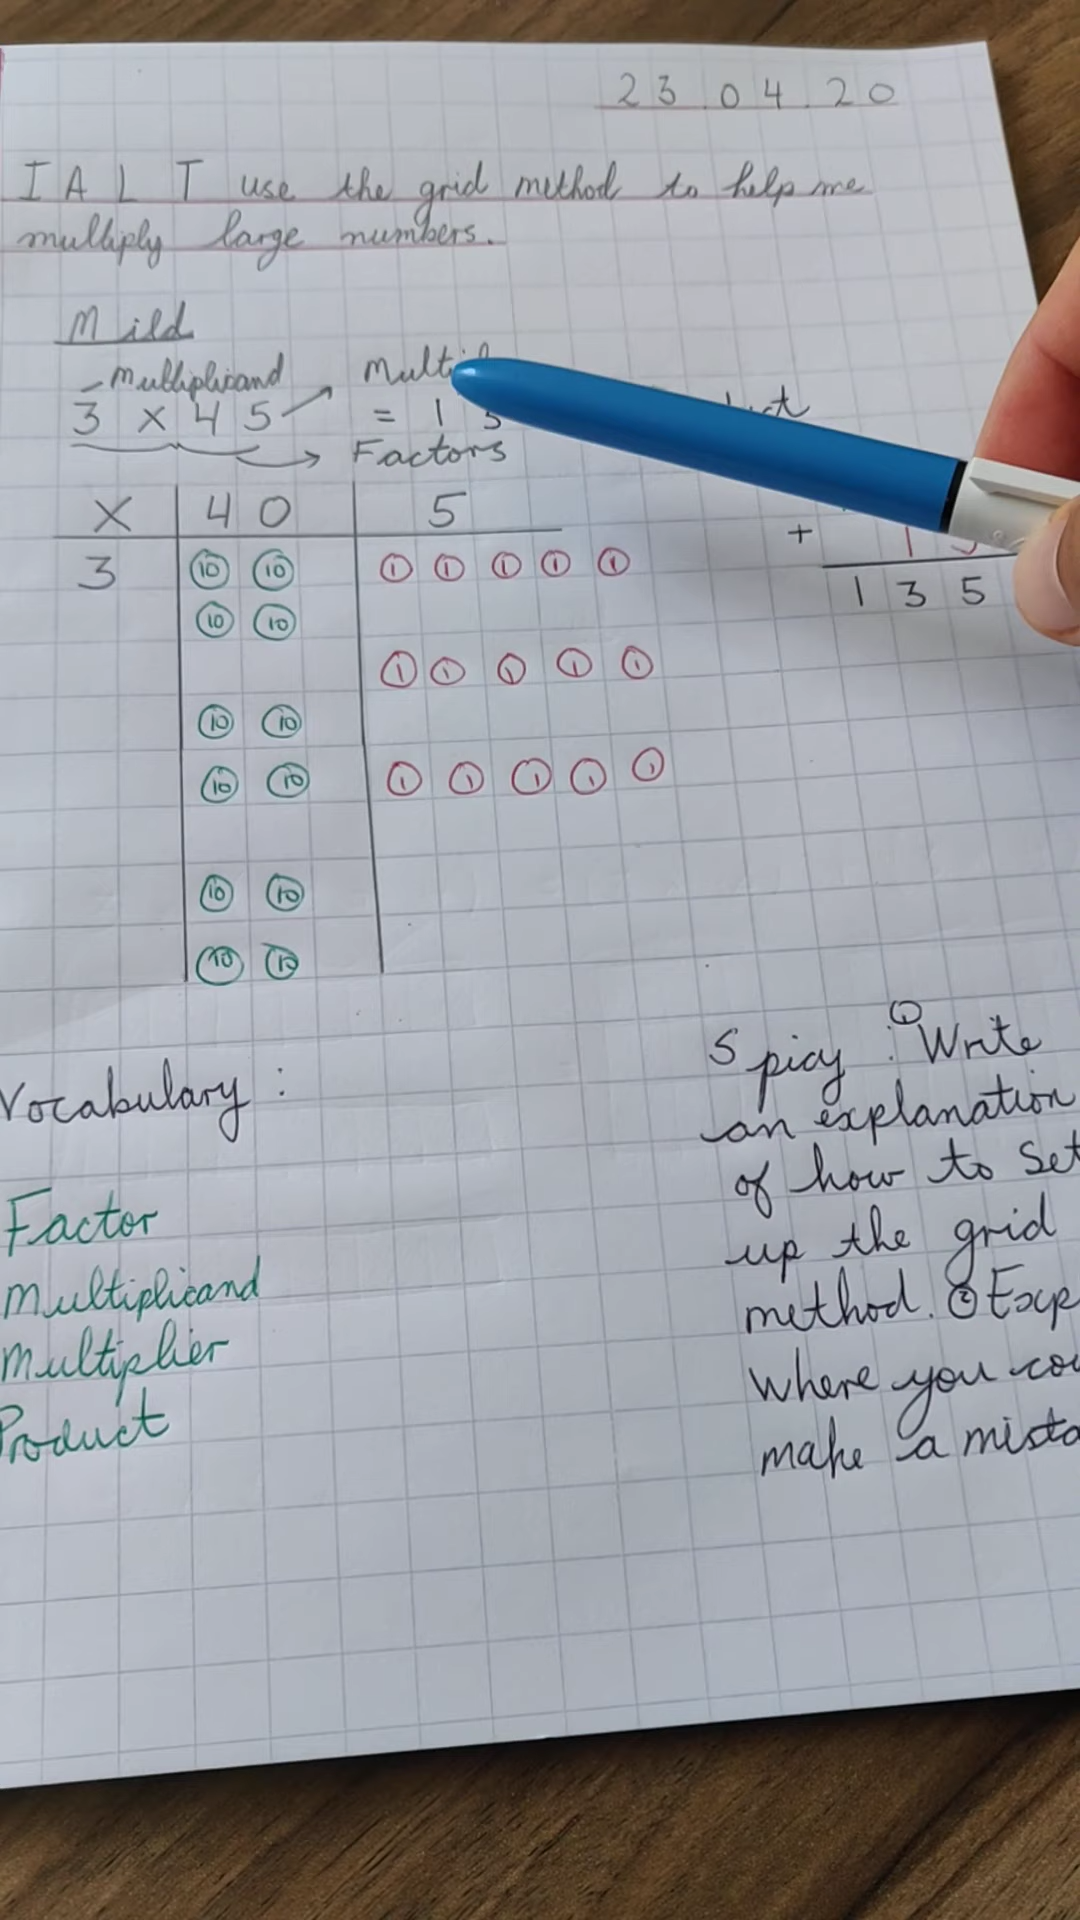 23.04.20
I A L T use the grid method to help me
multiply large numbers.
Mild
multiplicand
3 x 45 = 1
Factors
x 40 5
+
135
3 10 10 1 1 1 1 1
10 10
1 1 1 1 1
10 10
10 10 1 1 1 1 1
10 10
10 10
Vocabulary :
Factor
Multiplicand
Multiplier
Product
Spicy : 1 Write
an explanation
of how to set
up the grid
method. 2
where you
make a